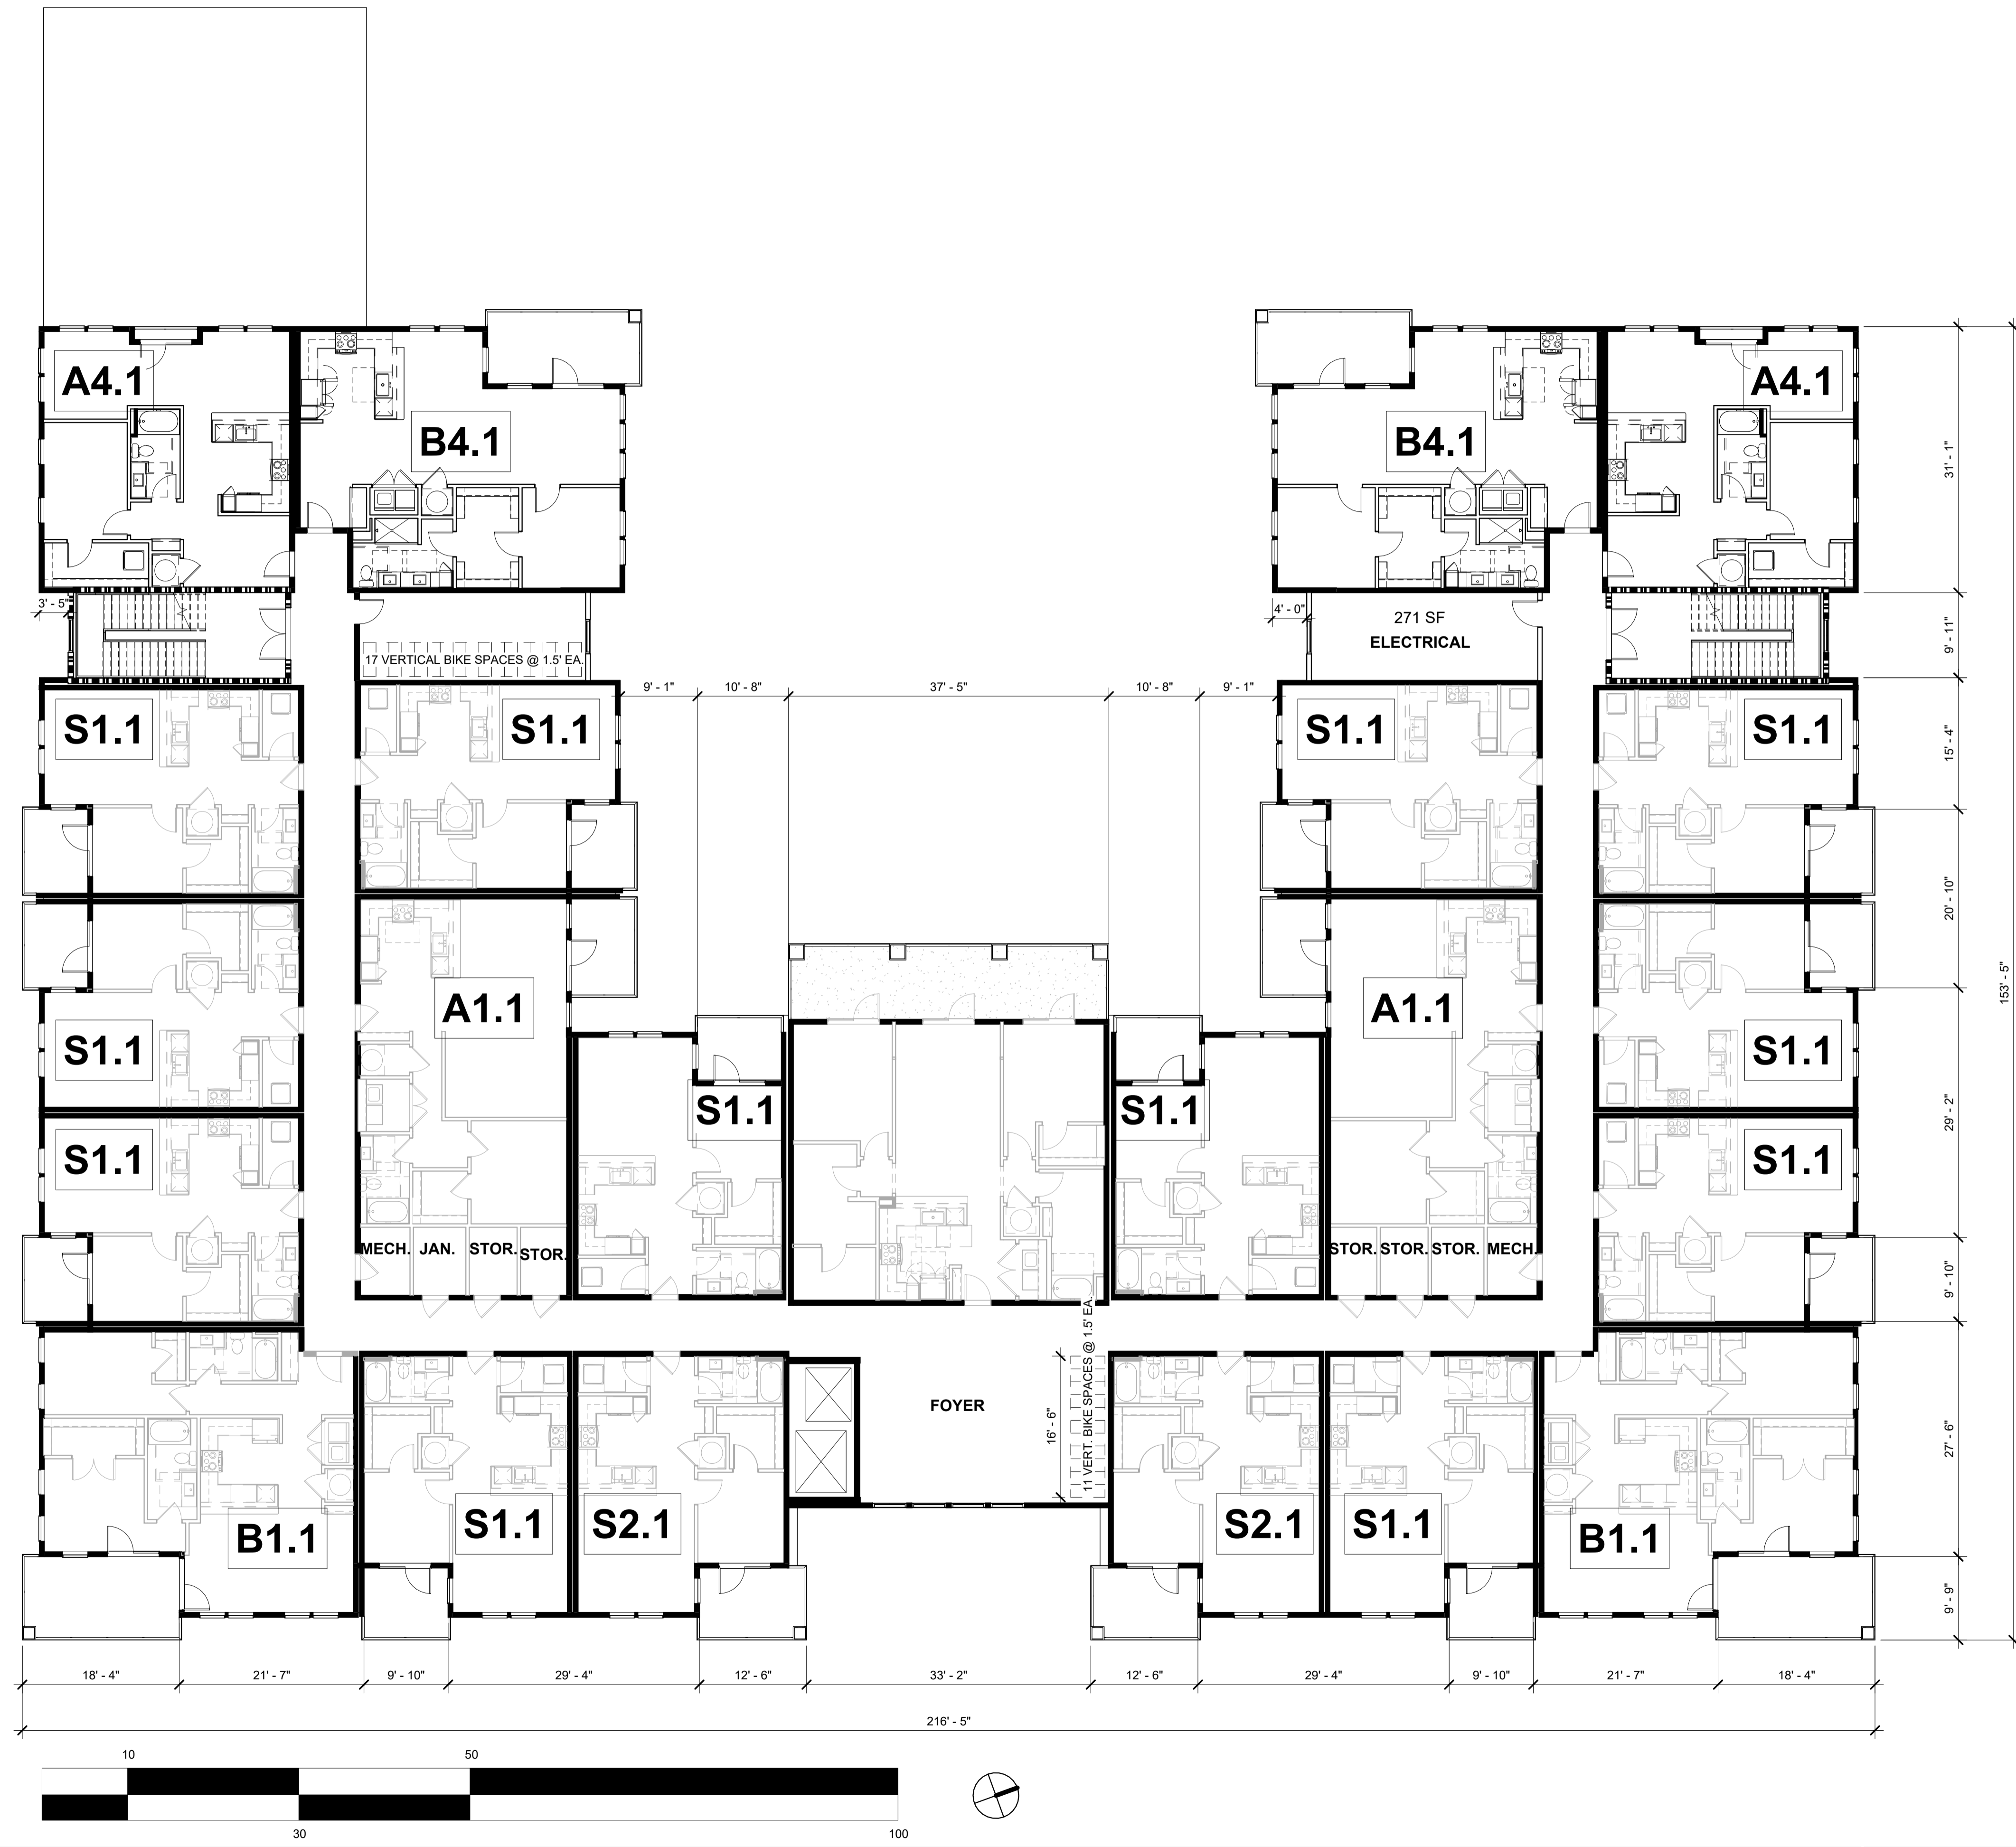 A4.1
A4.1
B4.1
B4.1
31' - 1"
3' - 5"
4' - 0"
271 SF
ELECTRICAL
9' - 11"
17 VERTICAL BIKE SPACES @ 1.5' EA.
9' - 1"
10' - 8"
37' - 5"
10' - 8"
9' - 1"
S1.1
S1.1
S1.1
S1.1
15' - 4"
20' - 10"
153' - 5"
A1.1
A1.1
S1.1
S1.1
S1.1
S1.1
29' - 2"
S1.1
S1.1
MECH.
JAN.
STOR.
STOR.
STOR.
STOR.
STOR.
MECH.
9' - 10"
11 VERT. BIKE SPACES @ 1.5' EA.
16' - 6"
FOYER
27' - 6"
B1.1
S1.1
S2.1
S2.1
S1.1
B1.1
9' - 9"
18' - 4"
21' - 7"
9' - 10"
29' - 4"
12' - 6"
33' - 2"
12' - 6"
29' - 4"
9' - 10"
21' - 7"
18' - 4"
216' - 5"
10
50
30
100